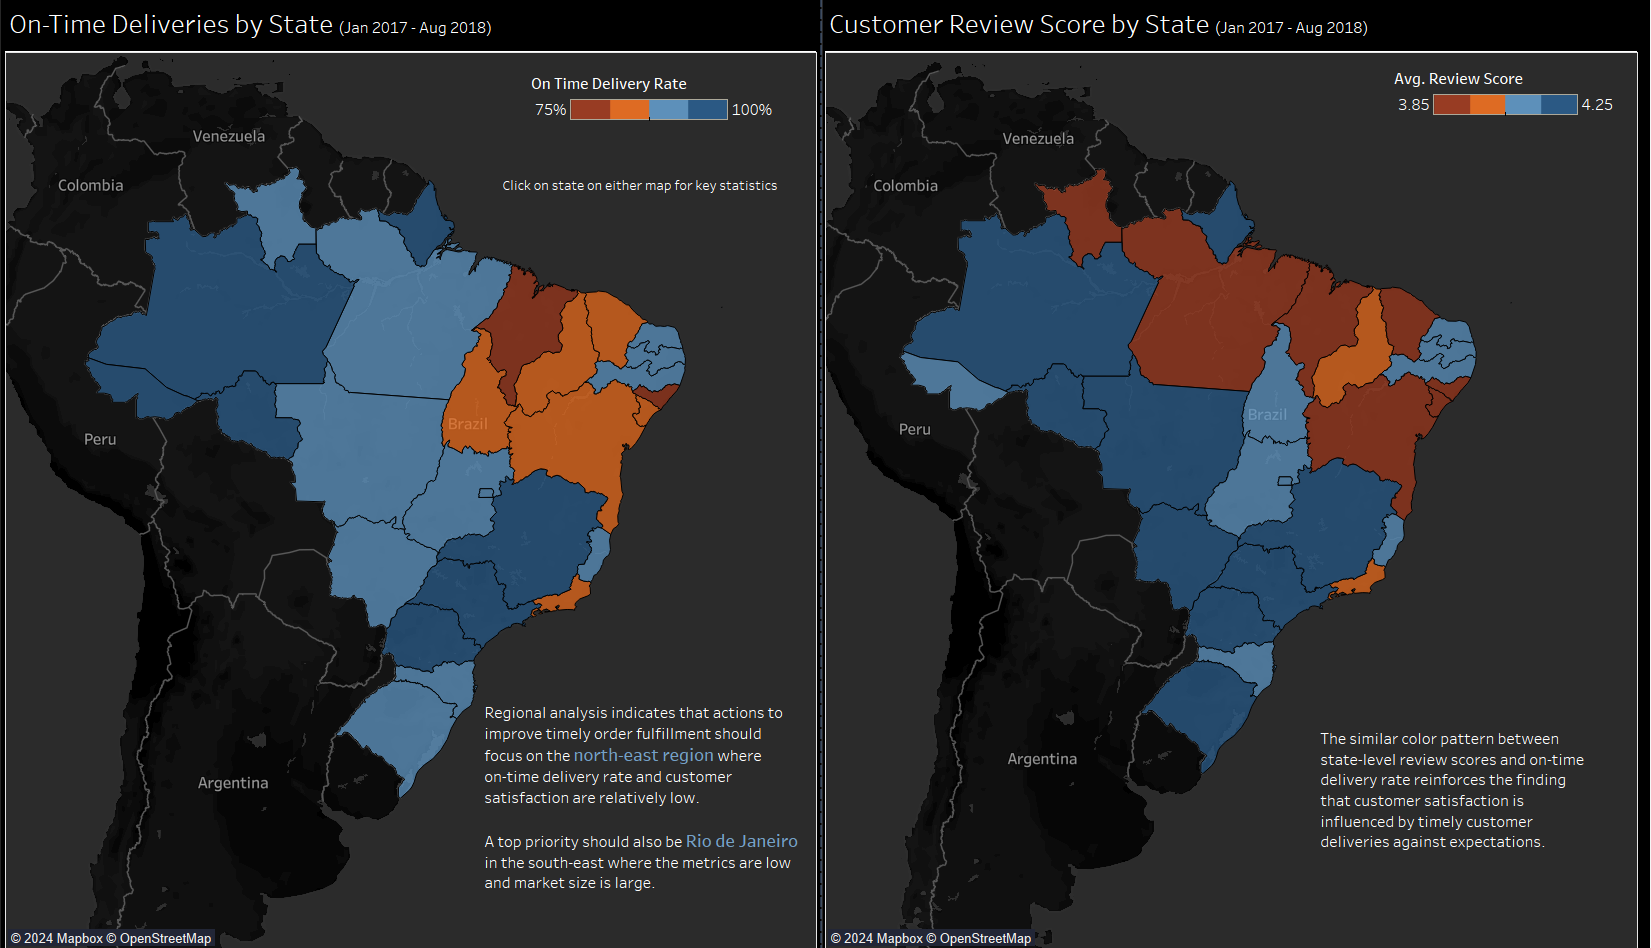 On-Time Deliveries by State (Jan 2017 - Aug 2018)
On Time Delivery Rate
75% 100%
Click on state on either map for key statistics
Venezuela
Colombia
Brazil
Peru
Argentina
Regional analysis indicates that actions to
improve timely order fulfillment should
focus on the north-east region where
on-time delivery rate and customer
satisfaction are relatively low.
A top priority should also be Rio de Janeiro
in the south-east where the metrics are low
and market size is large.
© 2024 Mapbox © OpenStreetMap
Customer Review Score by State (Jan 2017 - Aug 2018)
Avg. Review Score
3.85 4.25
Venezuela
Colombia
Brazil
Peru
Argentina
The similar color pattern between
state-level review scores and on-time
delivery rate reinforces the finding
that customer satisfaction is
influenced by timely customer
deliveries against expectations.
© 2024 Mapbox © OpenStreetMap